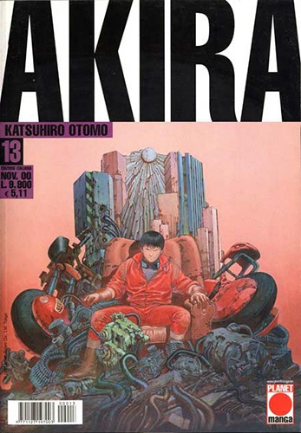 AKIRA
KATSUHIRO OTOMO
13
NOV. 00
L. 9.900
€ 5,11
PLANET
manga